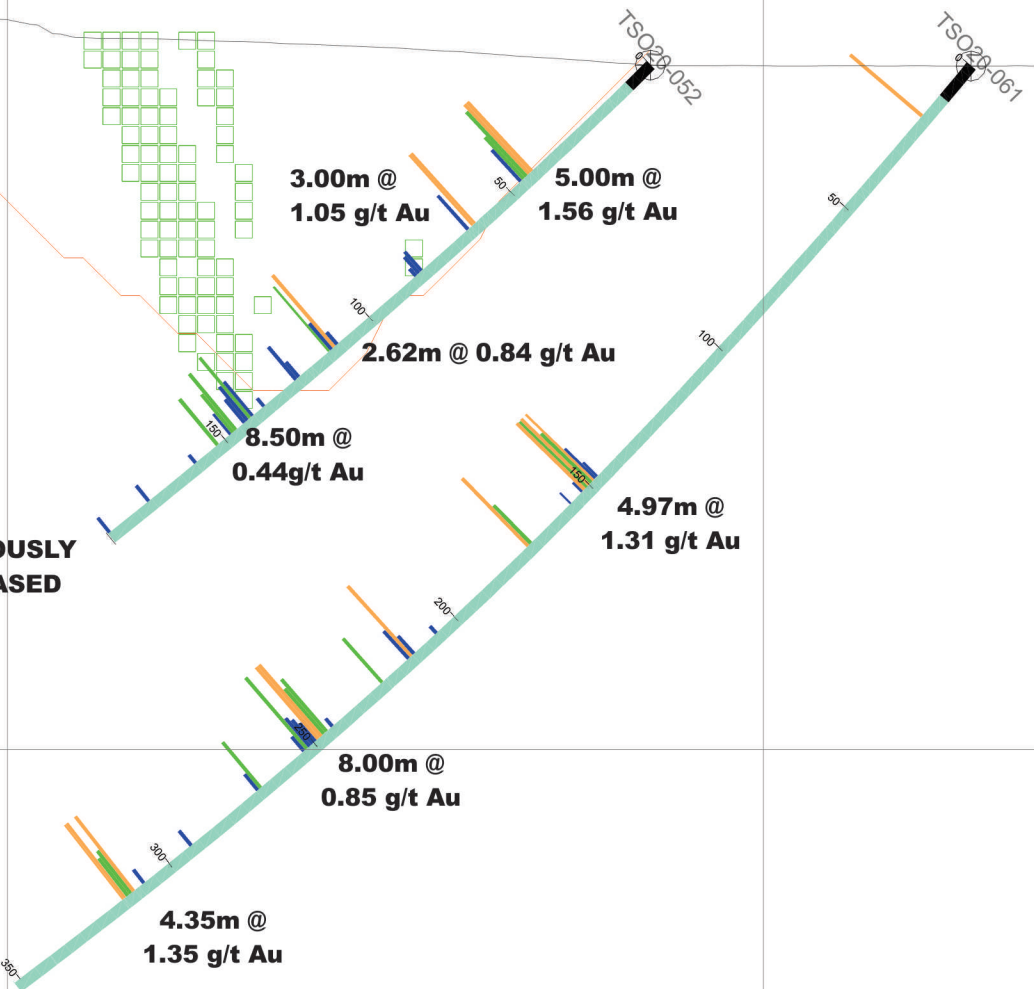 TSO20-052
TSO20-061
0
0
3.00m @
1.05 g/t Au
5.00m @
1.56 g/t Au
50
50
100
2.62m @ 0.84 g/t Au
100
150
8.50m @
0.44g/t Au
150
4.97m @
1.31 g/t Au
OUSLY
ASED
200
250
8.00m @
0.85 g/t Au
300
4.35m @
1.35 g/t Au
350